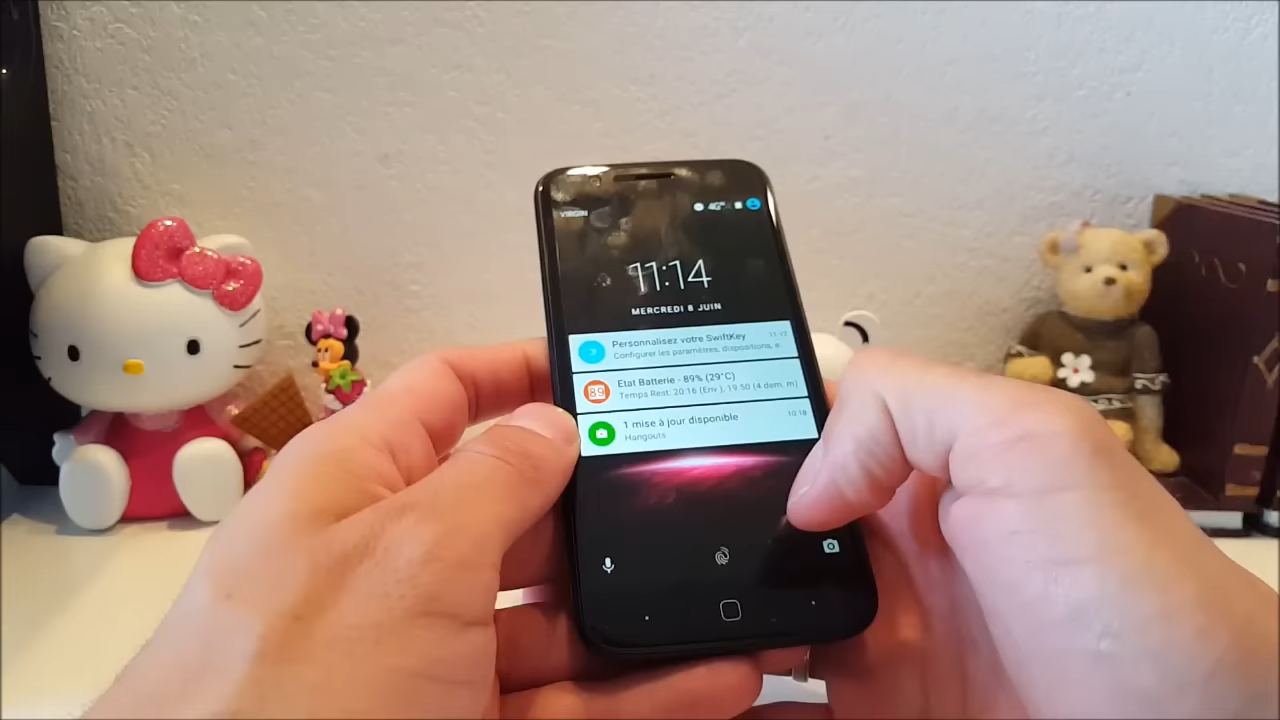 VIRGIN
4G
11:14
MERCREDI 8 JUIN
Personnalisez votre SwiftKey
Configurer les paramètres, dispositions, e
89
Etat Batterie - 89% (29°C)
Temps Rest: 20:16 (Env.), 19:50 (4 dem. m)
1 mise à jour disponible 10:18
Hangouts